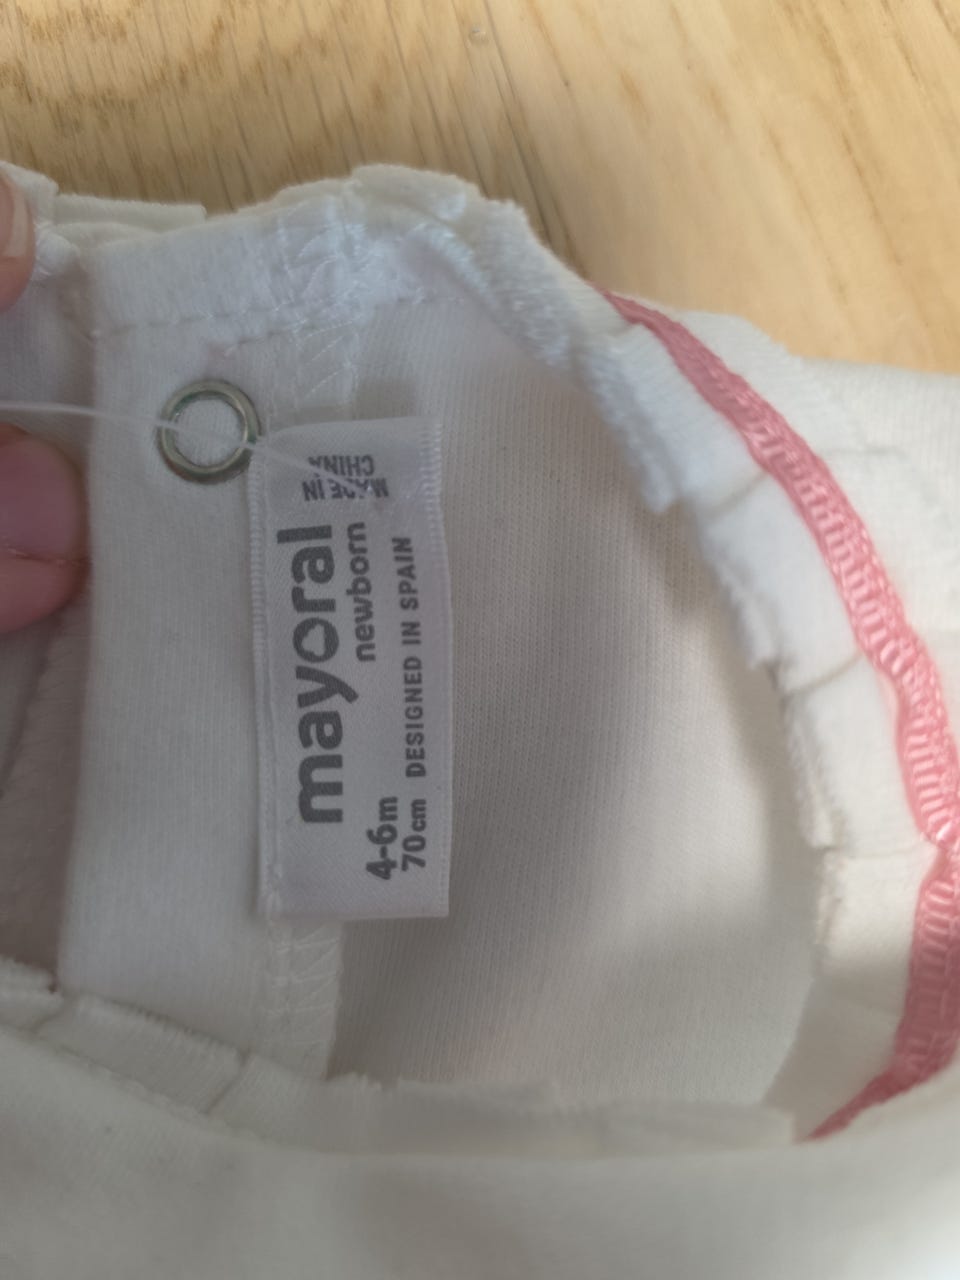 mayoral
newborn
4-6m
70cm DESIGNED IN SPAIN
MADE IN
CHINA